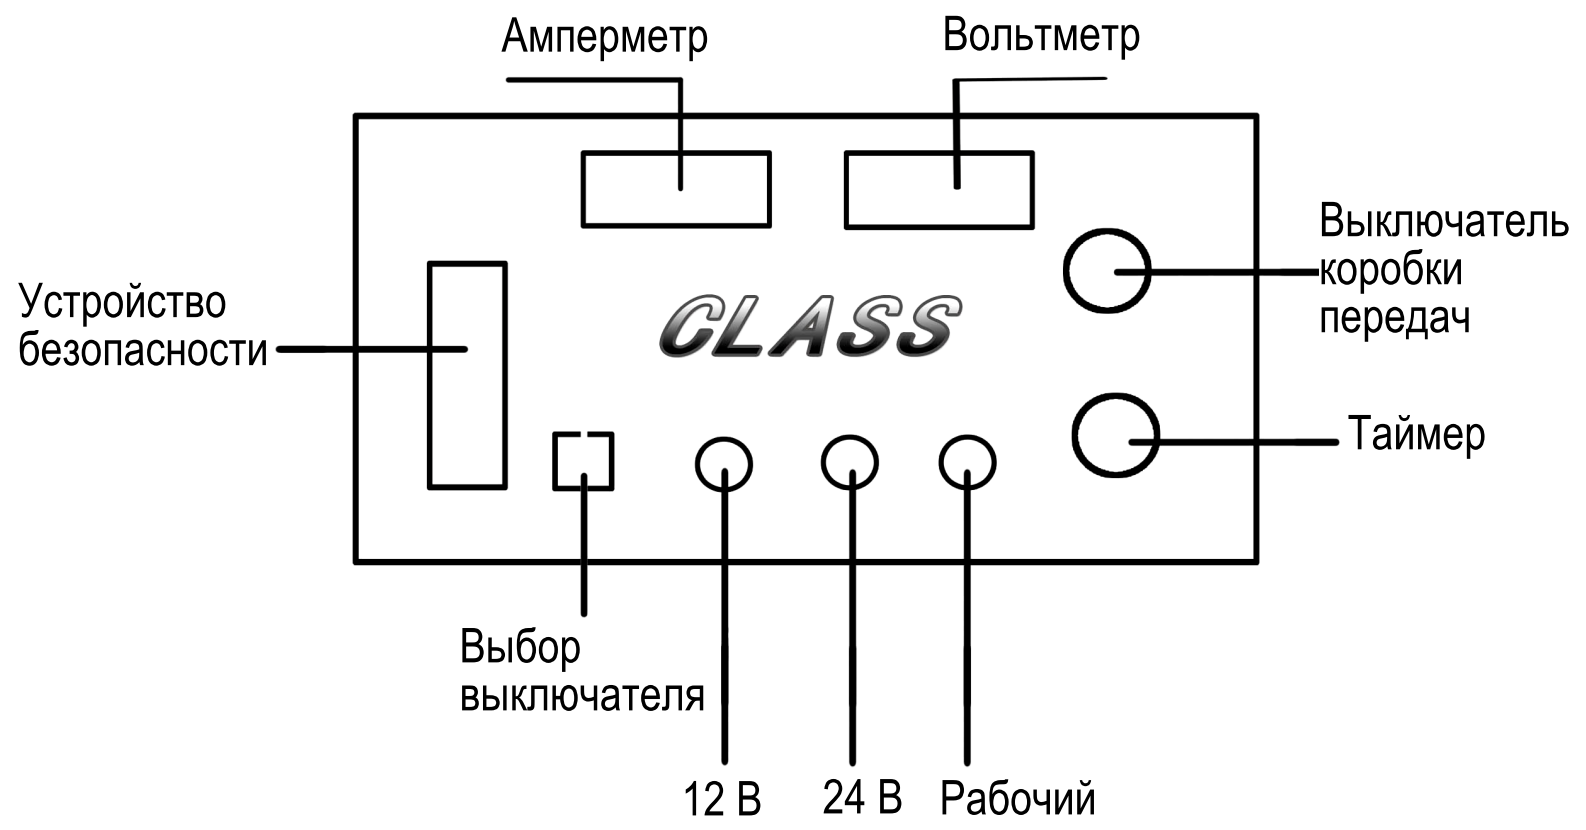 Амперметр
Вольтметр
Выключатель
коробки
передач
Устройство
безопасности
CLASS
Таймер
Выбор
выключателя
12 В
24 В
Рабочий